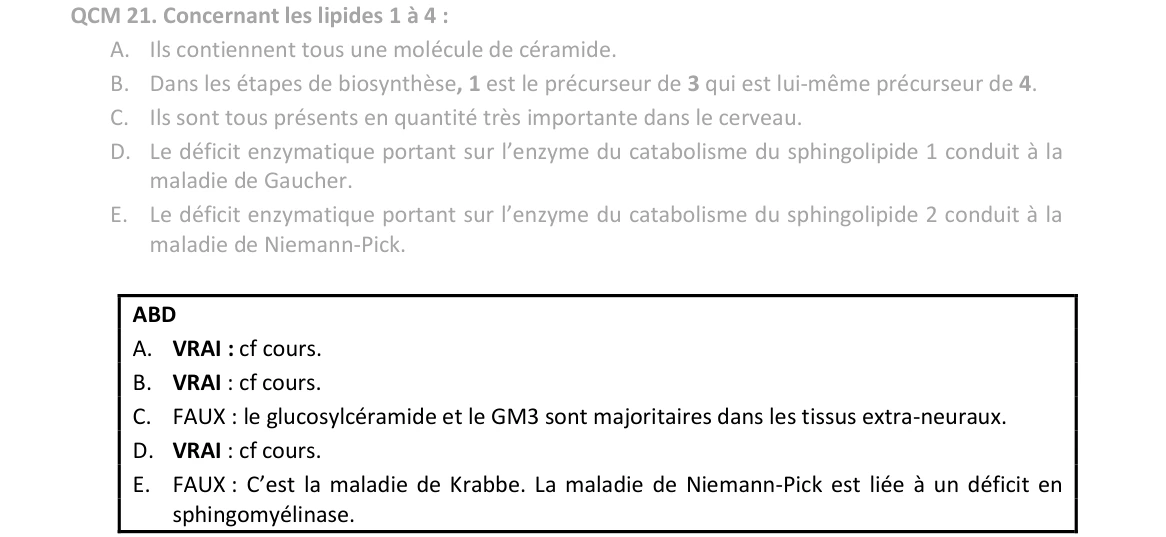 QCM 21. Concernant les lipides 1 à 4 :
A. Ils contiennent tous une molécule de céramide.
B. Dans les étapes de biosynthèse, 1 est le précurseur de 3 qui est lui-même précurseur de 4.
C. Ils sont tous présents en quantité très importante dans le cerveau.
D. Le déficit enzymatique portant sur l’enzyme du catabolisme du sphingolipide 1 conduit à la
maladie de Gaucher.
E. Le déficit enzymatique portant sur l’enzyme du catabolisme du sphingolipide 2 conduit à la
maladie de Niemann-Pick.
ABD
A. VRAI : cf cours.
B. VRAI : cf cours.
C. FAUX : le glucosylcéramide et le GM3 sont majoritaires dans les tissus extra-neuraux.
D. VRAI : cf cours.
E. FAUX : C’est la maladie de Krabbe. La maladie de Niemann-Pick est liée à un déficit en
sphingomyélinase.